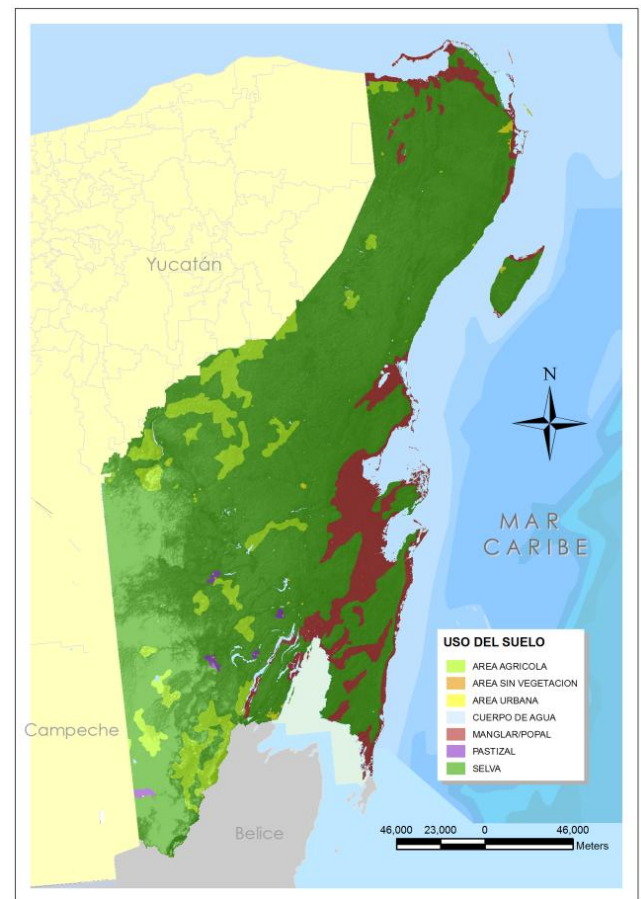 Yucatán
N
MAR
CARIBE
USO DEL SUELO
AREA AGRICOLA
AREA SIN VEGETACION
AREA URBANA
CUERPO DE AGUA
MANGLAR/POPAL
PASTIZAL
SELVA
Campeche
Belice
46,000 23,000 0 46,000
Meters